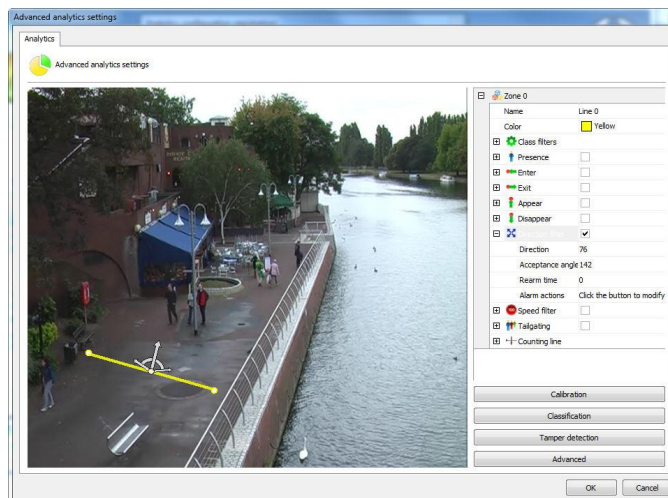 Advanced analytics settings
Analytics
Advanced analytics settings
Zone 0
Name Line 0
Color Yellow
Class filters
Presence
Enter
Exit
Appear
Disappear
Direction 76
Acceptance angle 142
Rearm time 0
Alarm actions Click the button to modify
Speed filter
Tailgating
Counting line
Calibration
Classification
Tamper detection
Advanced
OK Cancel